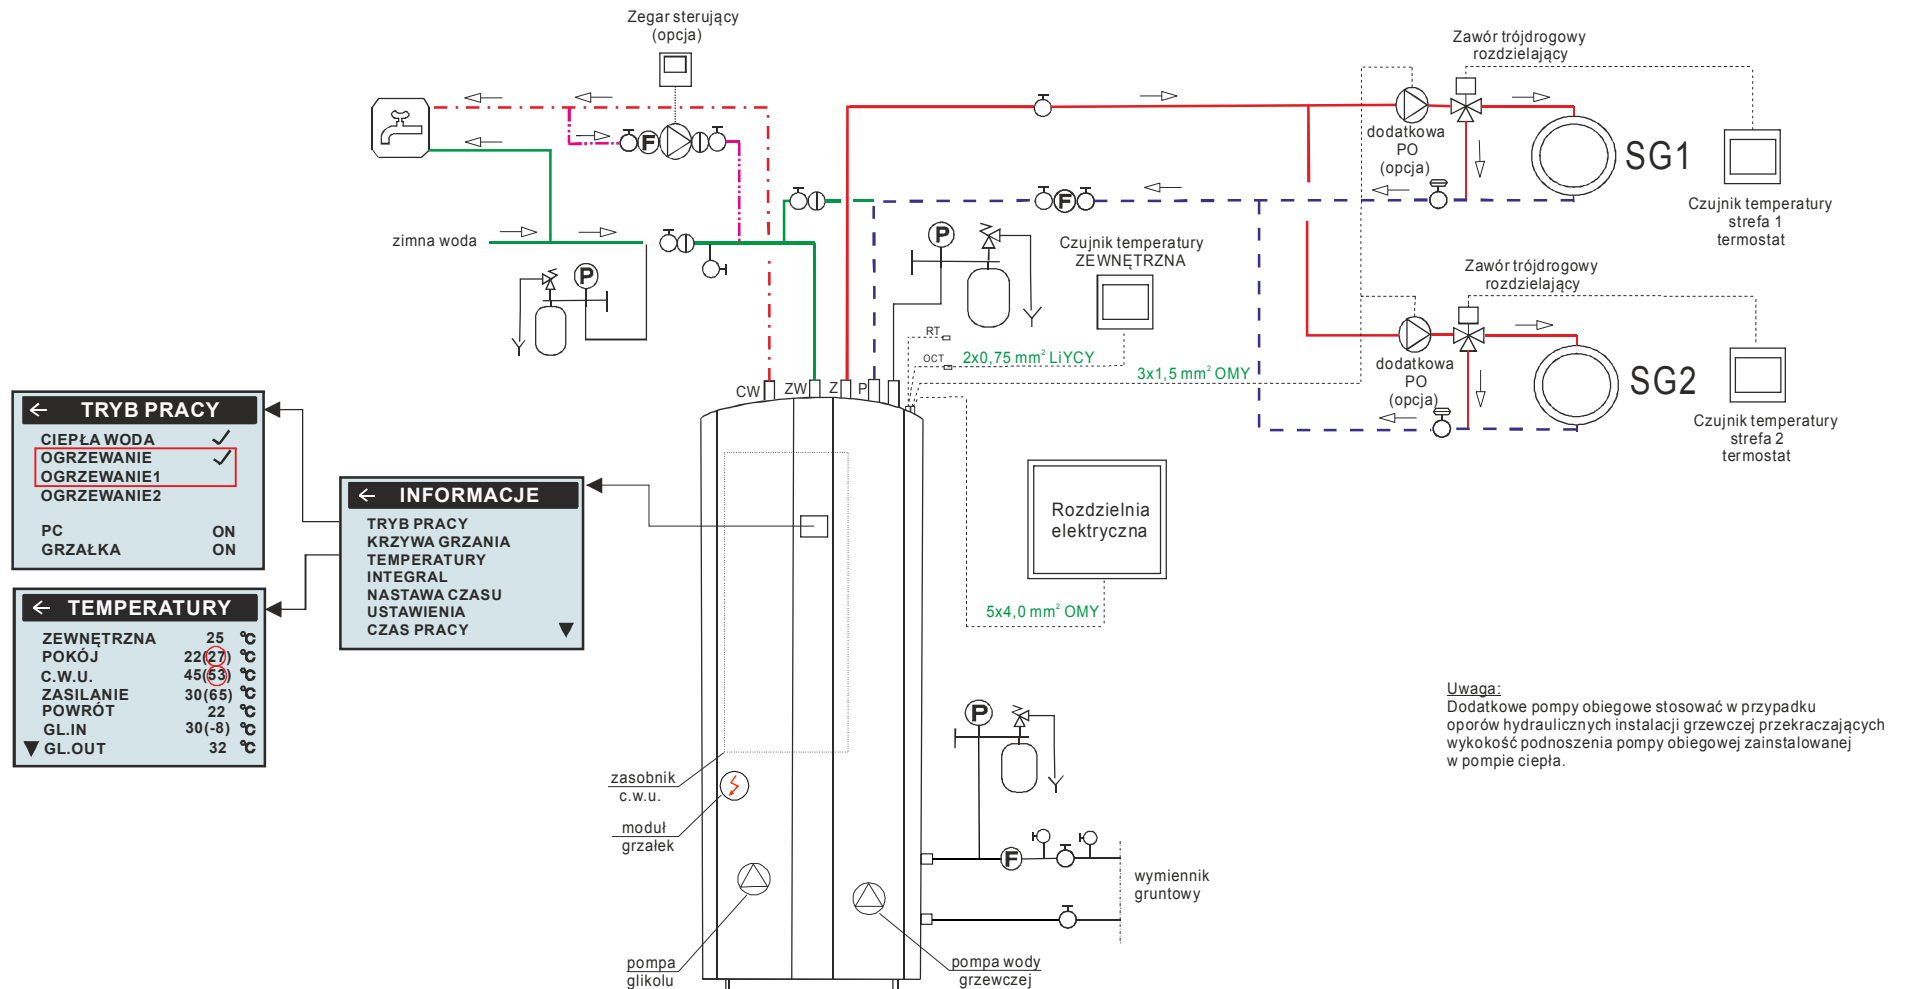 Zegar sterujący
(opcja)
Zawór trójdrogowy
rozdzielający
F
dodatkowa
PO
(opcja)
SG1
Czujnik temperatury
strefa 1
termostat
F
zimna woda
P
P
Czujnik temperatury
ZEWNĘTRZNA
Zawór trójdrogowy
rozdzielający
RT
OCT
2x0,75 mm² LiYCY
3x1,5 mm² OMY
dodatkowa
PO
(opcja)
SG2
Czujnik temperatury
strefa 2
termostat
CW
ZW
Z
P
TRYB PRACY
CIEPŁA WODA ✓
OGRZEWANIE ✓
OGRZEWANIE1
OGRZEWANIE2
PC ON
GRZAŁKA ON
INFORMACJE
TRYB PRACY
KRZYWA GRZANIA
TEMPERATURY
INTEGRAL
NASTAWA CZASU
USTAWIENIA
CZAS PRACY
TEMPERATURY
ZEWNĘTRZNA 25 °C
POKÓJ 22(27) °C
C.W.U. 45(53) °C
ZASILANIE 30(65) °C
POWRÓT 22 °C
GL.IN 30(-8) °C
GL.OUT 32 °C
Rozdzielnia
elektryczna
5x4,0 mm² OMY
Uwaga:
Dodatkowe pompy obiegowe stosować w przypadku
oporów hydraulicznych instalacji grzewczej przekraczających
wykokość podnoszenia pompy obiegowej zainstalowanej
w pompie ciepła.
P
zasobnik
c.w.u.
moduł
grzałek
F
wymiennik
gruntowy
pompa
glikolu
pompa wody
grzewczej